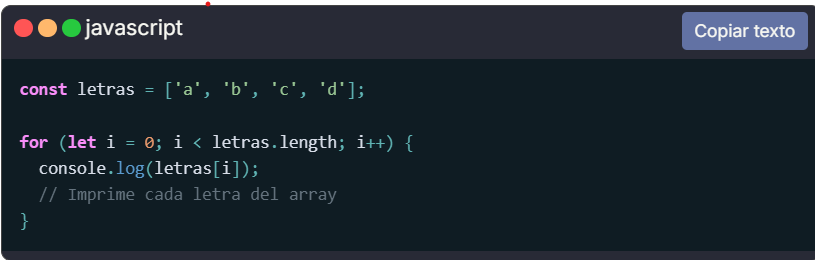 javascript
Copiar texto
const letras = ['a', 'b', 'c', 'd'];
for (let i = 0; i < letras.length; i++) {
  console.log(letras[i]);
  // Imprime cada letra del array
}